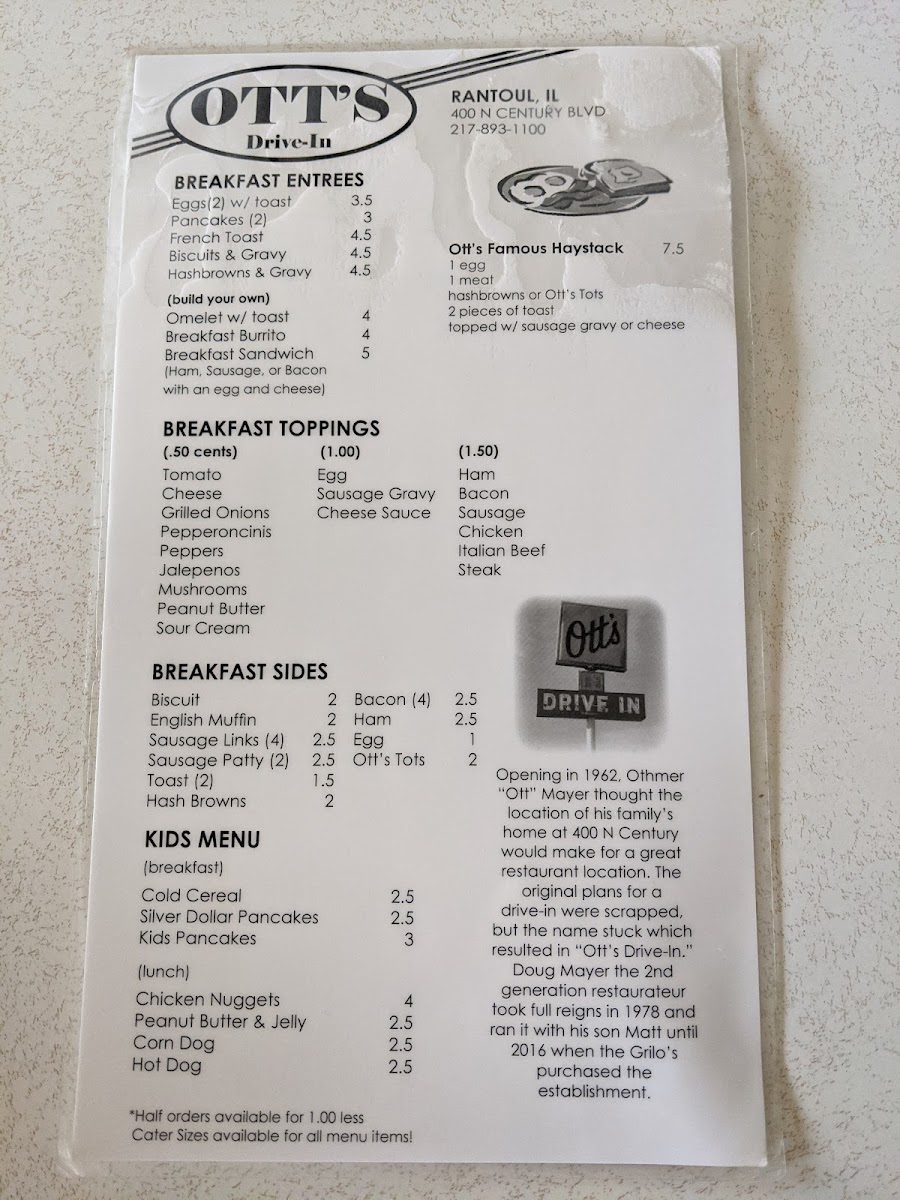 OTT'S
Drive-In
RANTOUL, IL
400 N CENTURY BLVD
217-893-1100
BREAKFAST ENTREES
Eggs(2) w/ toast 3.5
Pancakes (2) 3
French Toast 4.5
Biscuits & Gravy 4.5
Hashbrowns & Gravy 4.5
(build your own)
Omelet w/ toast 4
Breakfast Burrito 4
Breakfast Sandwich 5
(Ham, Sausage, or Bacon
with an egg and cheese)
Ott's Famous Haystack 7.5
1 egg
1 meat
hashbrowns or Ott's Tots
2 pieces of toast
topped w/ sausage gravy or cheese
BREAKFAST TOPPINGS
(.50 cents) (1.00) (1.50)
Tomato Egg Ham
Cheese Sausage Gravy Bacon
Grilled Onions Cheese Sauce Sausage
Pepperoncinis Chicken
Peppers Italian Beef
Jalepenos Steak
Mushrooms
Peanut Butter
Sour Cream
BREAKFAST SIDES
Biscuit 2 Bacon (4) 2.5
English Muffin 2 Ham 2.5
Sausage Links (4) 2.5 Egg 1
Sausage Patty (2) 2.5 Ott's Tots 2
Toast (2) 1.5
Hash Browns 2
KIDS MENU
(breakfast)
Cold Cereal 2.5
Silver Dollar Pancakes 2.5
Kids Pancakes 3
(lunch)
Chicken Nuggets 4
Peanut Butter & Jelly 2.5
Corn Dog 2.5
Hot Dog 2.5
*Half orders available for 1.00 less
Cater Sizes available for all menu items!
Ott's
DRIVE IN
Opening in 1962, Othmer
"Ott" Mayer thought the
location of his family's
home at 400 N Century
would make for a great
restaurant location. The
original plans for a
drive-in were scrapped,
but the name stuck which
resulted in "Ott's Drive-In."
Doug Mayer the 2nd
generation restaurateur
took full reigns in 1978 and
ran it with his son Matt until
2016 when the Grilo's
purchased the
establishment.